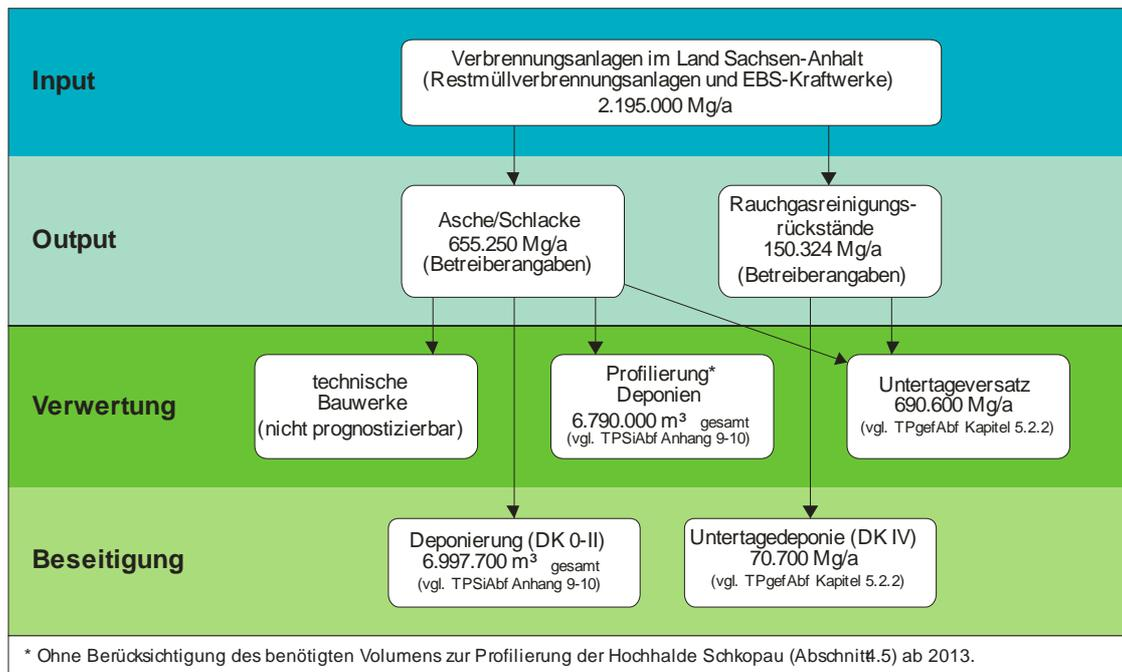 Input
Verbrennungsanlagen im Land Sachsen-Anhalt
(Restmüllverbrennungsanlagen und EBS-Kraftwerke)
2.195.000 Mg/a
Output
Asche/Schlacke
655.250 Mg/a
(Betreiberangaben)
Rauchgasreinigungs-
rückstände
150.324 Mg/a
(Betreiberangaben)
Verwertung
technische
Bauwerke
(nicht prognostizierbar)
Profilierung*
Deponien
6.790.000 m³ gesamt
(vgl. TPSiAbf Anhang 9-10)
Untertageversatz
690.600 Mg/a
(vgl. TPgefAbf Kapitel 5.2.2)
Beseitigung
Deponierung (DK 0-II)
6.997.700 m³ gesamt
(vgl. TPSiAbf Anhang 9-10)
Untertagedeponie (DK IV)
70.700 Mg/a
(vgl. TPgefAbf Kapitel 5.2.2)
* Ohne Berücksichtigung des benötigten Volumens zur Profilierung der Hochhalde Schkopau (Abschnitt4.5) ab 2013.